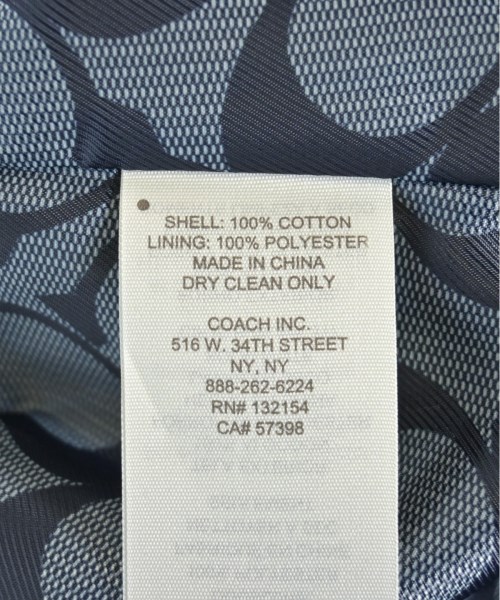 SHELL: 100% COTTON
LINING: 100% POLYESTER
MADE IN CHINA
DRY CLEAN ONLY
COACH INC.
516 W. 34TH STREET
NY, NY
888-262-6224
RN# 132154
CA# 57398